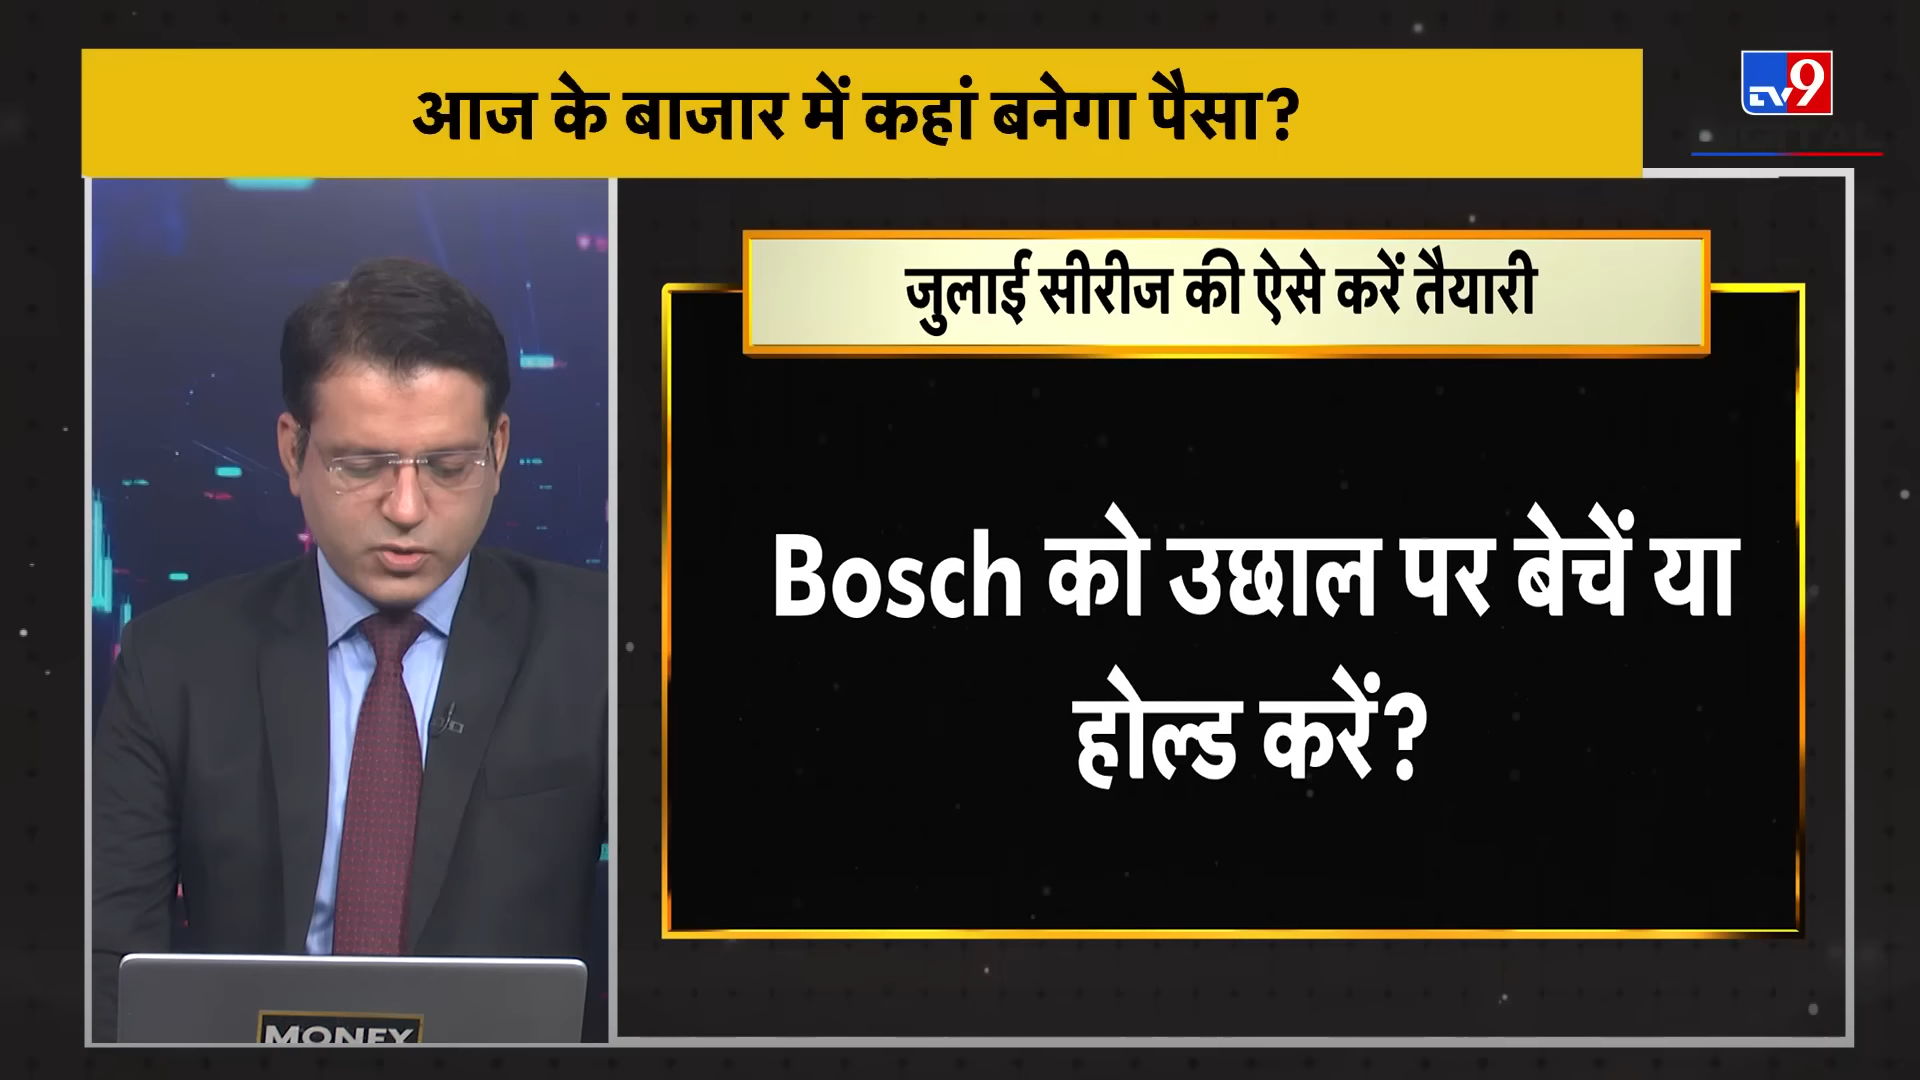 आज के बाजार में कहां बनेगा पैसा?
TV9
जुलाई सीरीज की ऐसे करें तैयारी
Bosch को उछाल पर बेचें या
होल्ड करें?
MONEY